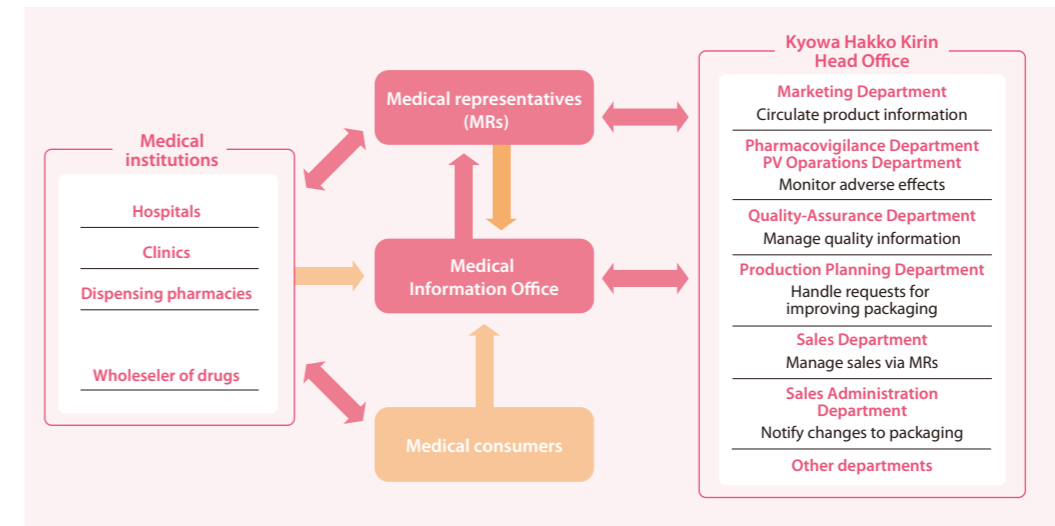 Medical
institutions
Hospitals
Clinics
Dispensing pharmacies
Wholeseler of drugs
Medical representatives
(MRs)
Medical
Information Office
Medical consumers
Kyowa Hakko Kirin
Head Office
Marketing Department
Circulate product information
Pharmacovigilance Department
PV Oparations Department
Monitor adverse effects
Quality-Assurance Department
Manage quality information
Production Planning Department
Handle requests for
improving packaging
Sales Department
Manage sales via MRs
Sales Administration
Department
Notify changes to packaging
Other departments